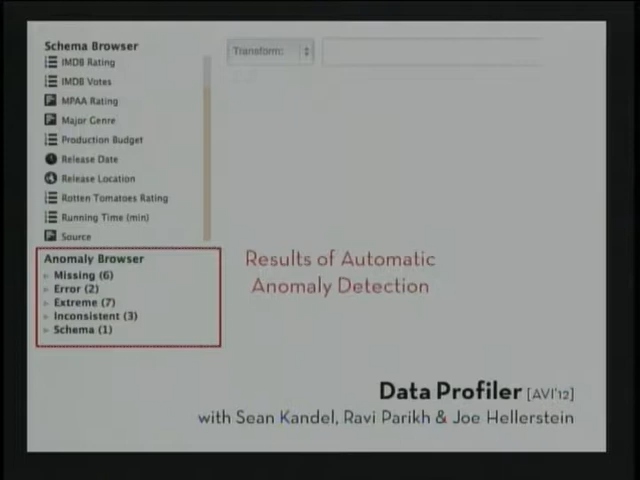 Schema Browser
IMDB Rating
IMDB Votes
MPAA Rating
Major Genre
Production Budget
Release Date
Release Location
Rotten Tomatoes Rating
Running Time (min)
Source
Transform:
Anomaly Browser
Missing (6)
Error (2)
Extreme (7)
Inconsistent (3)
Schema (1)
Results of Automatic
Anomaly Detection
Data Profiler [AVI'12]
with Sean Kandel, Ravi Parikh & Joe Hellerstein